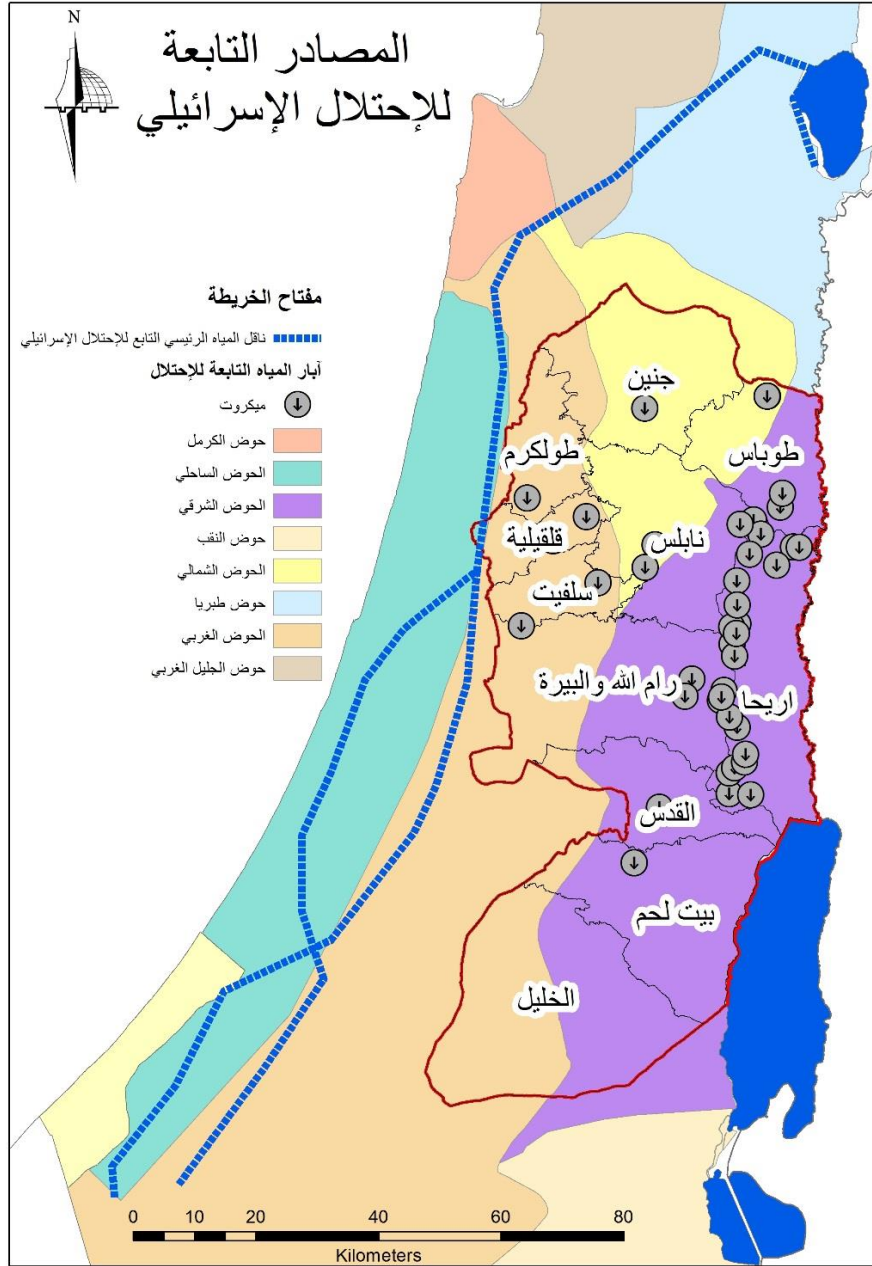 N
المصادر التابعة
للإحتلال الإسرائيلي
مفتاح الخريطة
ناقل المياه الرئيسي التابع للإحتلال الإسرائيلي
آبار المياه التابعة للإحتلال
ميكروت
حوض الكرمل
الحوض الساحلي
الحوض الشرقي
حوض النقب
الحوض الشمالي
حوض طبريا
الحوض الغربي
حوض الجليل الغربي
جنين
طوباس
طولكرم
نابلس
قلقيلية
سلفيت
رام الله والبيرة
اريحا
القدس
بيت لحم
الخليل
0 5 10 20 40 60 80
Kilometers